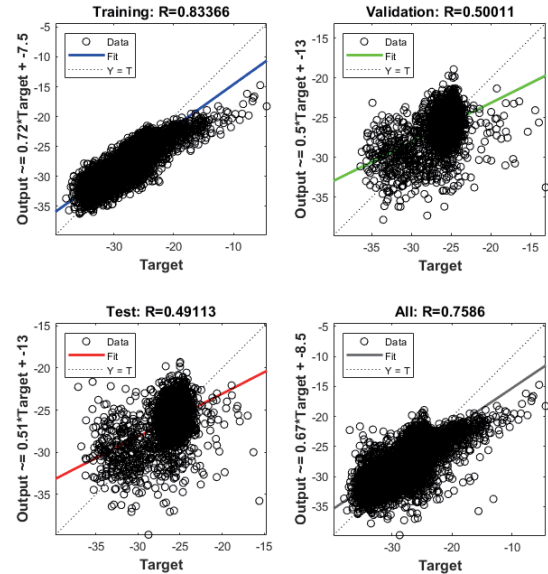 Training: R=0.83366
Output ~= 0.72*Target + -7.5
-5
-10
-15
-20
-25
-30
-35
Data
Fit
Y = T
-30
-20
-10
Target
Validation: R=0.50011
Output ~= 0.5*Target + -13
-15
-20
-25
-30
-35
Data
Fit
Y = T
-35
-30
-25
-20
-15
Target
Test: R=0.49113
Output ~= 0.51*Target + -13
-15
-20
-25
-30
-35
Data
Fit
Y = T
-35
-30
-25
-20
-15
Target
All: R=0.7586
Output ~= 0.67*Target + -8.5
-5
-10
-15
-20
-25
-30
-35
Data
Fit
Y = T
-30
-20
-10
Target